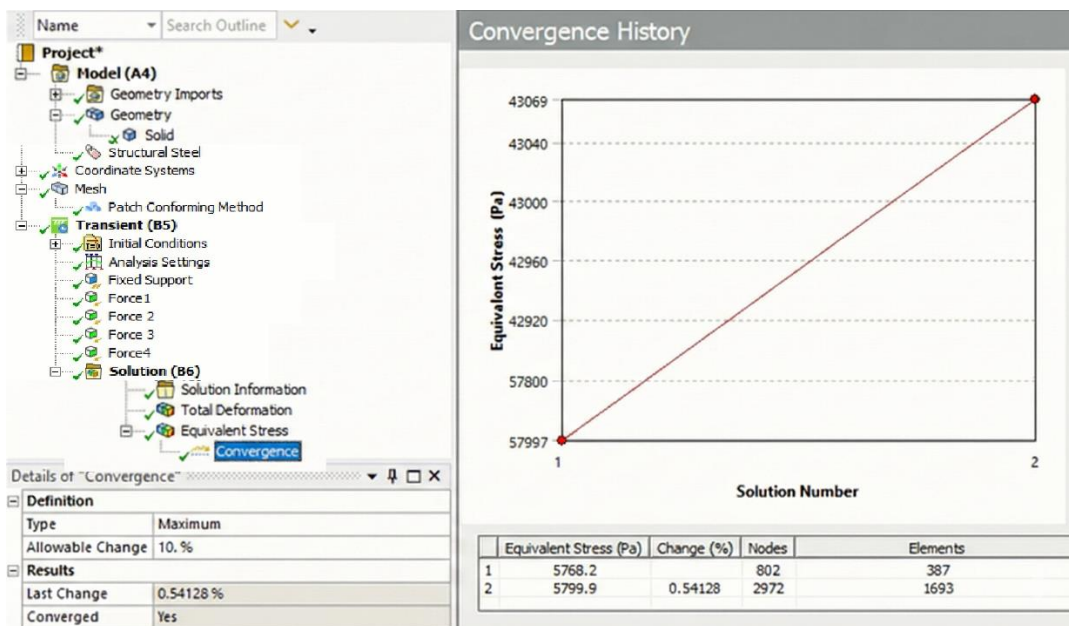 Name Search Outline
Project*
Model (A4)
Geometry Imports
Geometry
Solid
Structural Steel
Coordinate Systems
Mesh
Patch Conforming Method
Transient (B5)
Initial Conditions
Analysis Settings
Fixed Support
Force1
Force 2
Force 3
Force4
Solution (B6)
Solution Information
Total Deformation
Equivalent Stress
Convergence
Details of "Convergence"
Definition
Type Maximum
Allowable Change 10. %
Results
Last Change 0.54128 %
Converged Yes
Convergence History
Equivalont Stress (Pa)
43069
43040
43000
42960
42920
57800
57997
1 2
Solution Number
Equivalent Stress (Pa) Change (%) Nodes Elements
1 5768.2 802 387
2 5799.9 0.54128 2972 1693